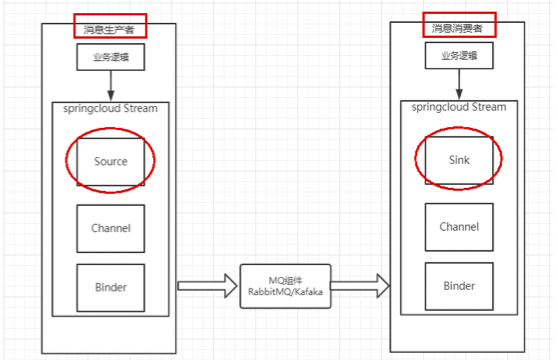 消息生产者
业务逻辑
springcloud Stream
Source
Channel
Binder
MQ组件
RabbitMQ/Kafaka
消息消费者
业务逻辑
springcloud Stream
Sink
Channel
Binder